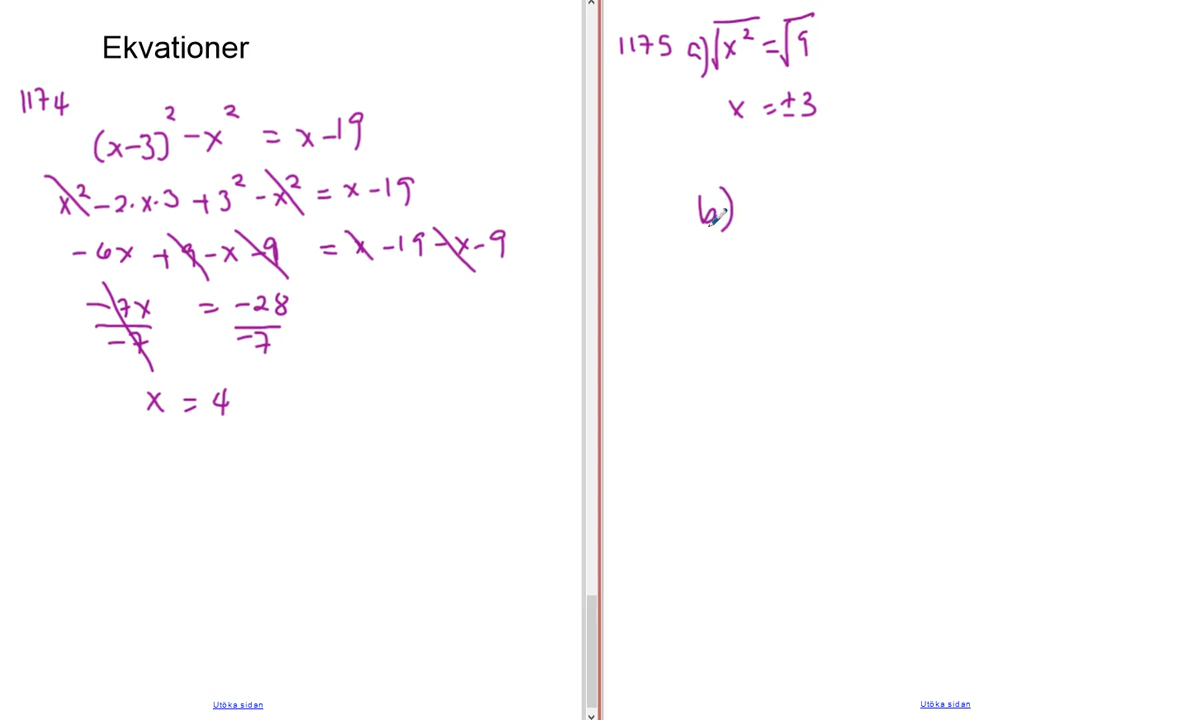 Ekvationer
1174
(x-3)² - x² = x - 19
x² - 2·x·3 + 3² - x² = x - 19
- 6x + 9 - x - 9 = x - 19 - x - 9
-7x/-7 = -28/-7
x = 4
Utöka sidan
1175 a) √x² = √9
x = ±3
b)
Utöka sidan